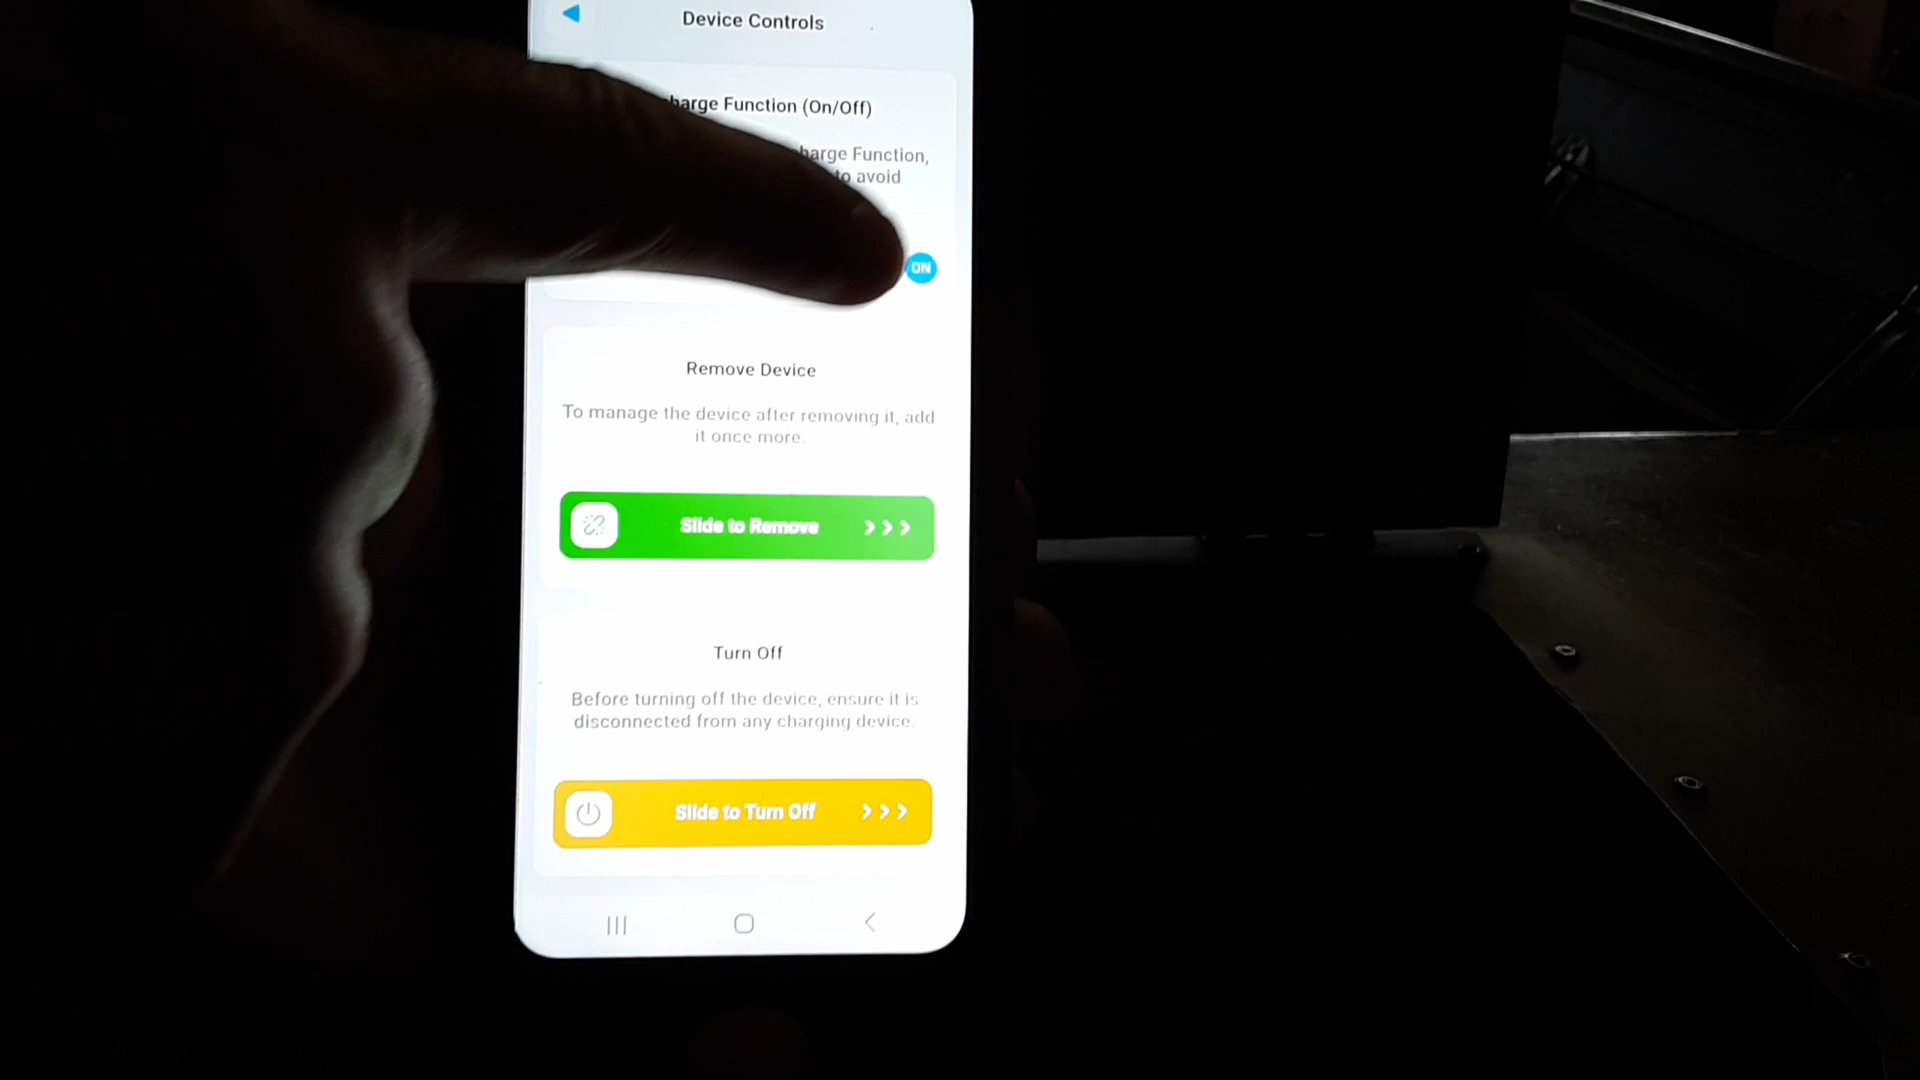 Device Controls
Function (On/Off)
Function,
to avoid
ON
Remove Device
To manage the device after removing it, add
it once more.
Slide to Remove
Turn Off
Before turning off the device, ensure it is
disconnected from any charging device.
Slide to Turn Off